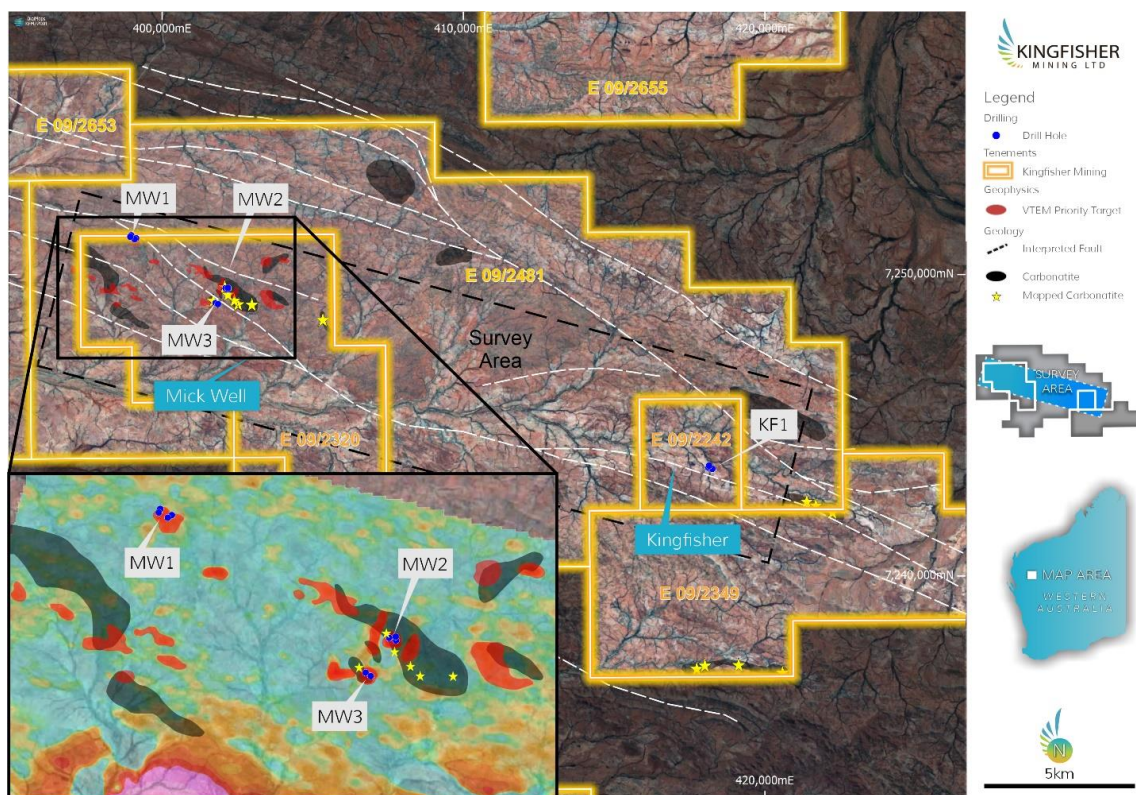 400,000mE
410,000mE
420,000mE
E 09/2655
E 09/2653
MW1
MW2
E 09/2481
7,250,000mN
MW3
Survey
Area
Mick Well
E 09/2320
E 09/2242
KF1
Kingfisher
7,240,000mN
E 09/2349
MW1
MW2
MW3
420,000mE
KINGFISHER
MINING LTD
Legend
Drilling
Drill Hole
Tenements
Kingfisher Mining
Geophysics
VTEM Priority Target
Geology
Interpreted Fault
Carbonatite
Mapped Carbonatite
SURVEY
AREA
MAP AREA
WESTERN
AUSTRALIA
N
5km